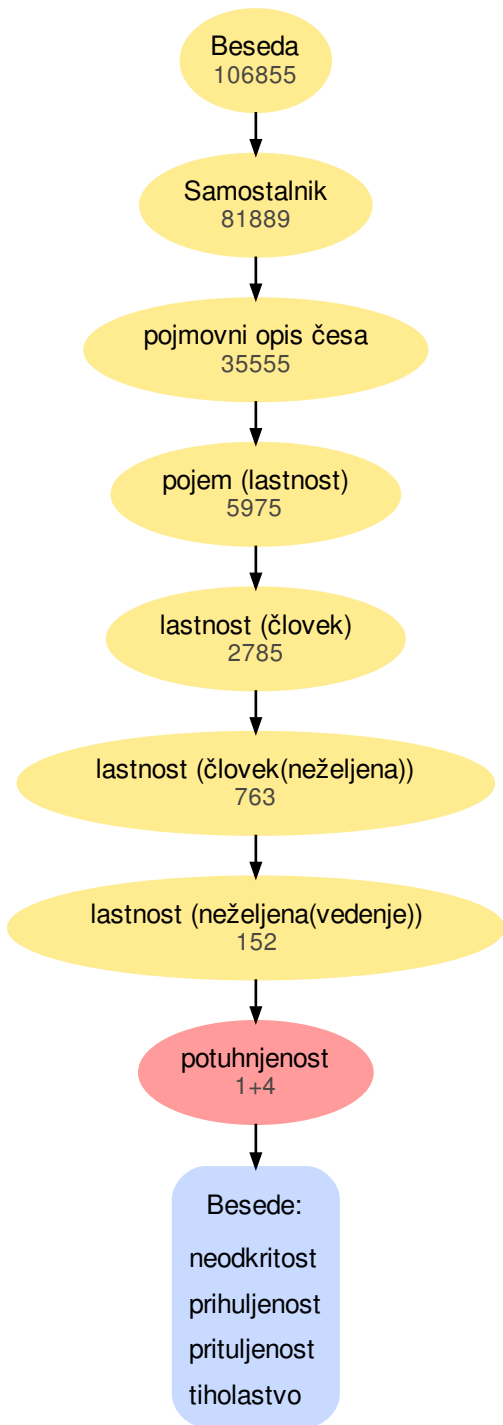 Beseda
106855
Samostalnik
81889
pojmovni opis česa
35555
pojem (lastnost)
5975
lastnost (človek)
2785
lastnost (človek(neželjena))
763
lastnost (neželjena(vedenje))
152
potuhnjenost
1+4
Besede:
neodkritost
prihuljenost
prituljenost
tiholastvo